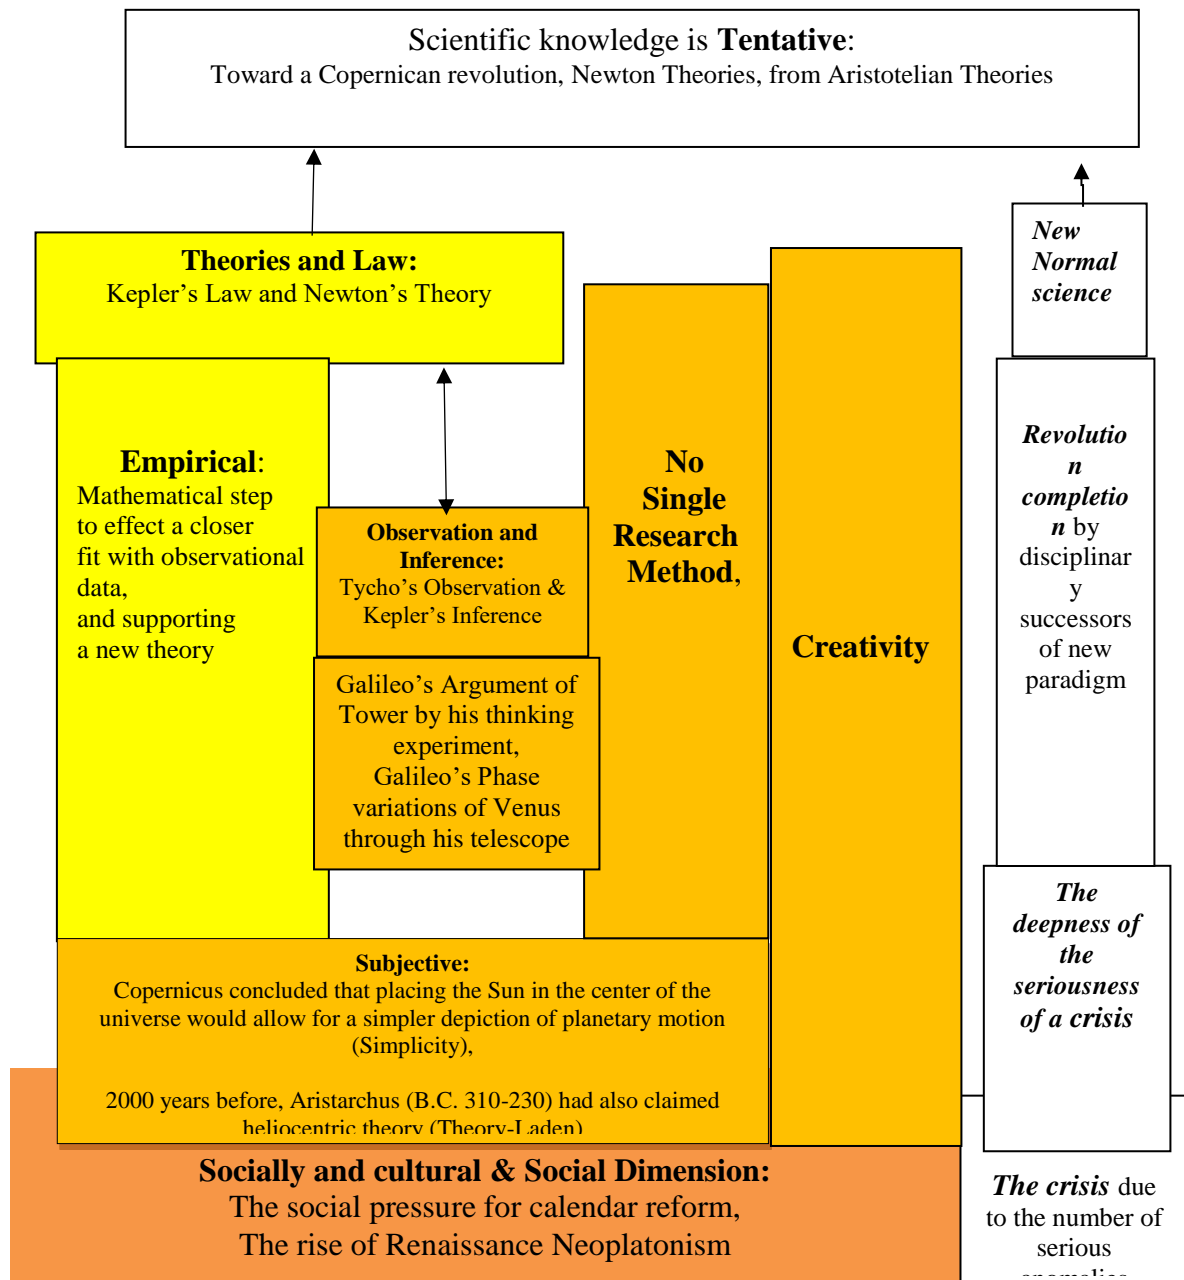 Scientific knowledge is Tentative:
Toward a Copernican revolution, Newton Theories, from Aristotelian Theories
Theories and Law:
Kepler's Law and Newton's Theory
Empirical:
Mathematical step
to effect a closer
fit with observational
data,
and supporting
a new theory
Observation and
Inference:
Tycho's Observation &
Kepler's Inference
Galileo's Argument of
Tower by his thinking
experiment,
Galileo's Phase
variations of Venus
through his telescope
No
Single
Research
Method,
Creativity
New
Normal
science
Revolutio
n
completio
n by
disciplinar
y
successors
of new
paradigm
The
deepness of
the
seriousness
of a crisis
Subjective:
Copernicus concluded that placing the Sun in the center of the
universe would allow for a simpler depiction of planetary motion
(Simplicity),
2000 years before, Aristarchus (B.C. 310-230) had also claimed
heliocentric theory (Theory-Laden)
Socially and cultural & Social Dimension:
The social pressure for calendar reform,
The rise of Renaissance Neoplatonism
The crisis due
to the number of
serious